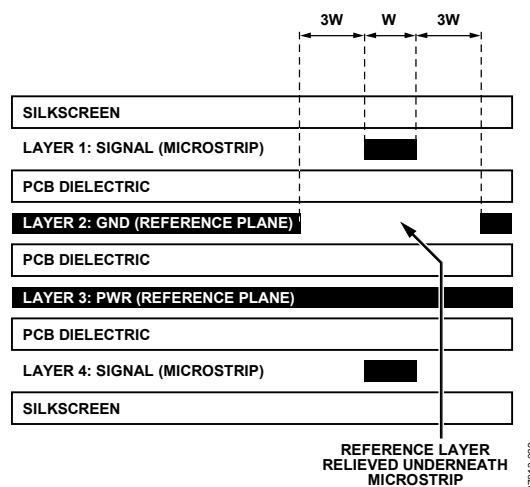 3W W 3W
SILKSCREEN
LAYER 1: SIGNAL (MICROSTRIP)
PCB DIELECTRIC
LAYER 2: GND (REFERENCE PLANE)
PCB DIELECTRIC
LAYER 3: PWR (REFERENCE PLANE)
PCB DIELECTRIC
LAYER 4: SIGNAL (MICROSTRIP)
SILKSCREEN
REFERENCE LAYER
RELIEVED UNDERNEATH
MICROSTRIP